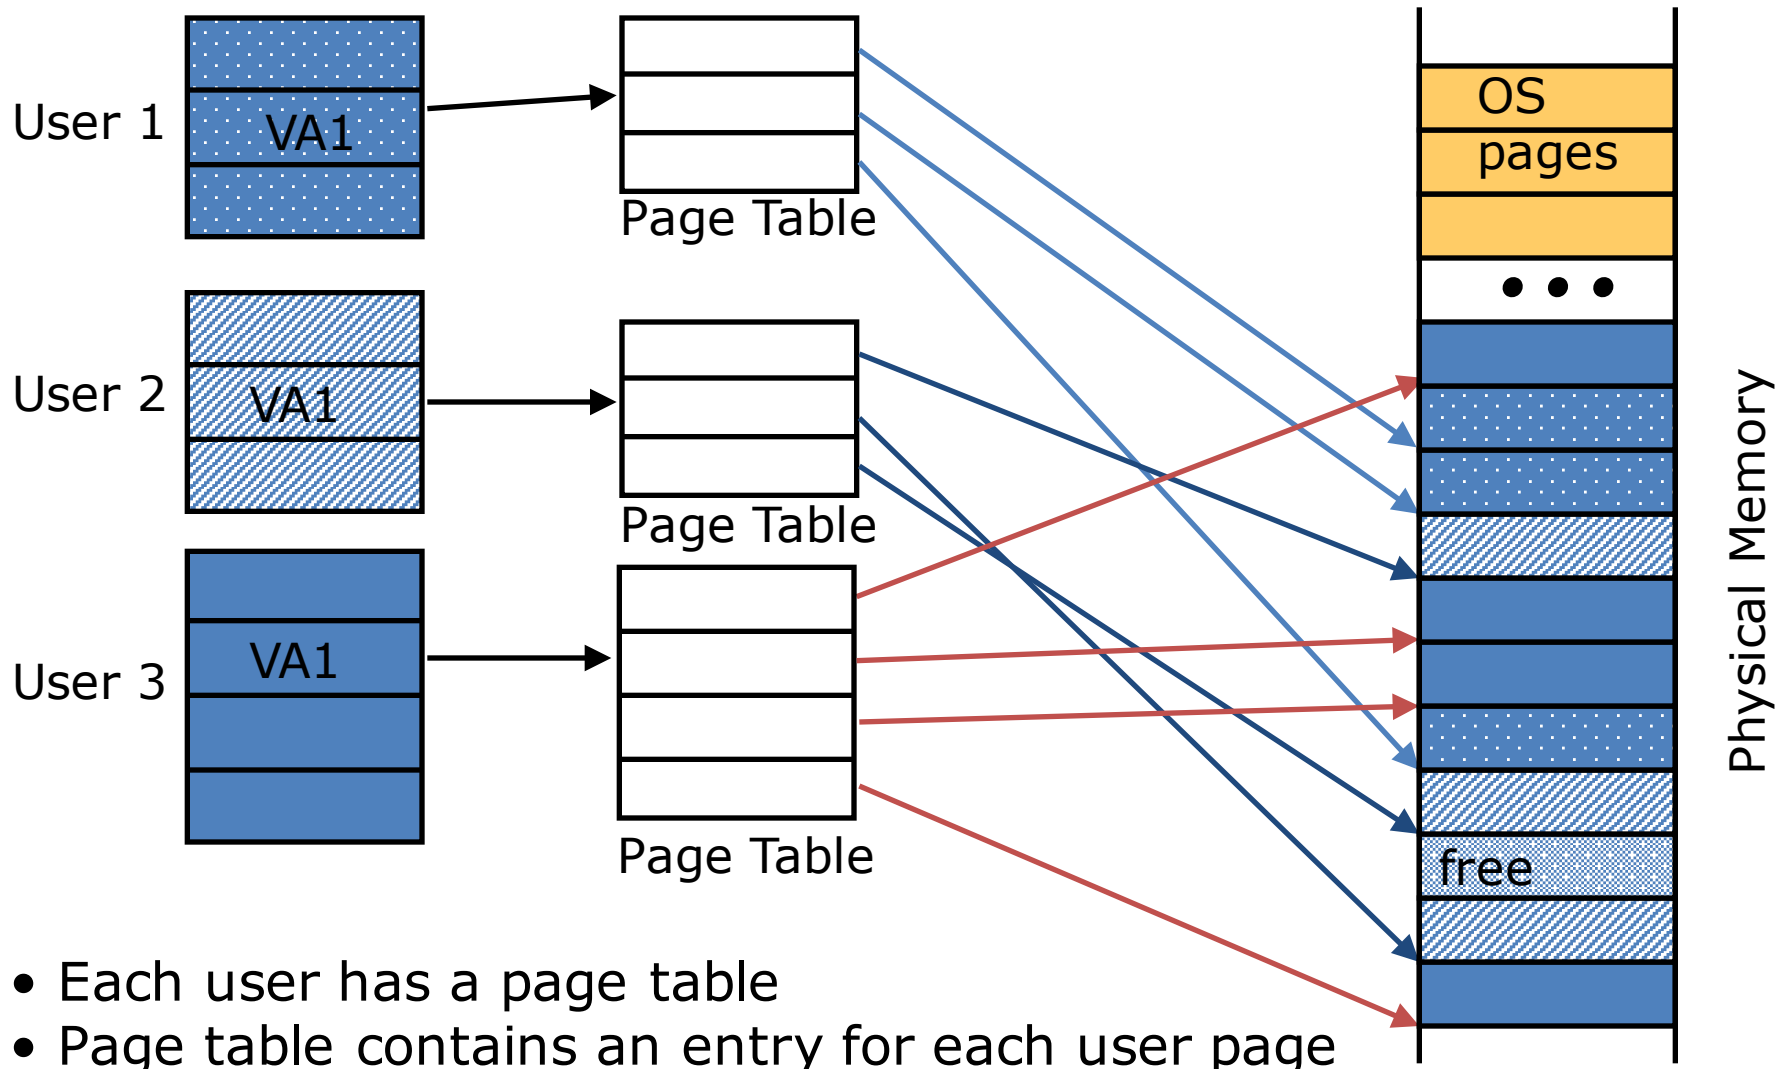 User 1
VA1
Page Table
User 2
VA1
Page Table
User 3
VA1
Page Table
OS
pages
• • •
free
Physical Memory
• Each user has a page table
• Page table contains an entry for each user page